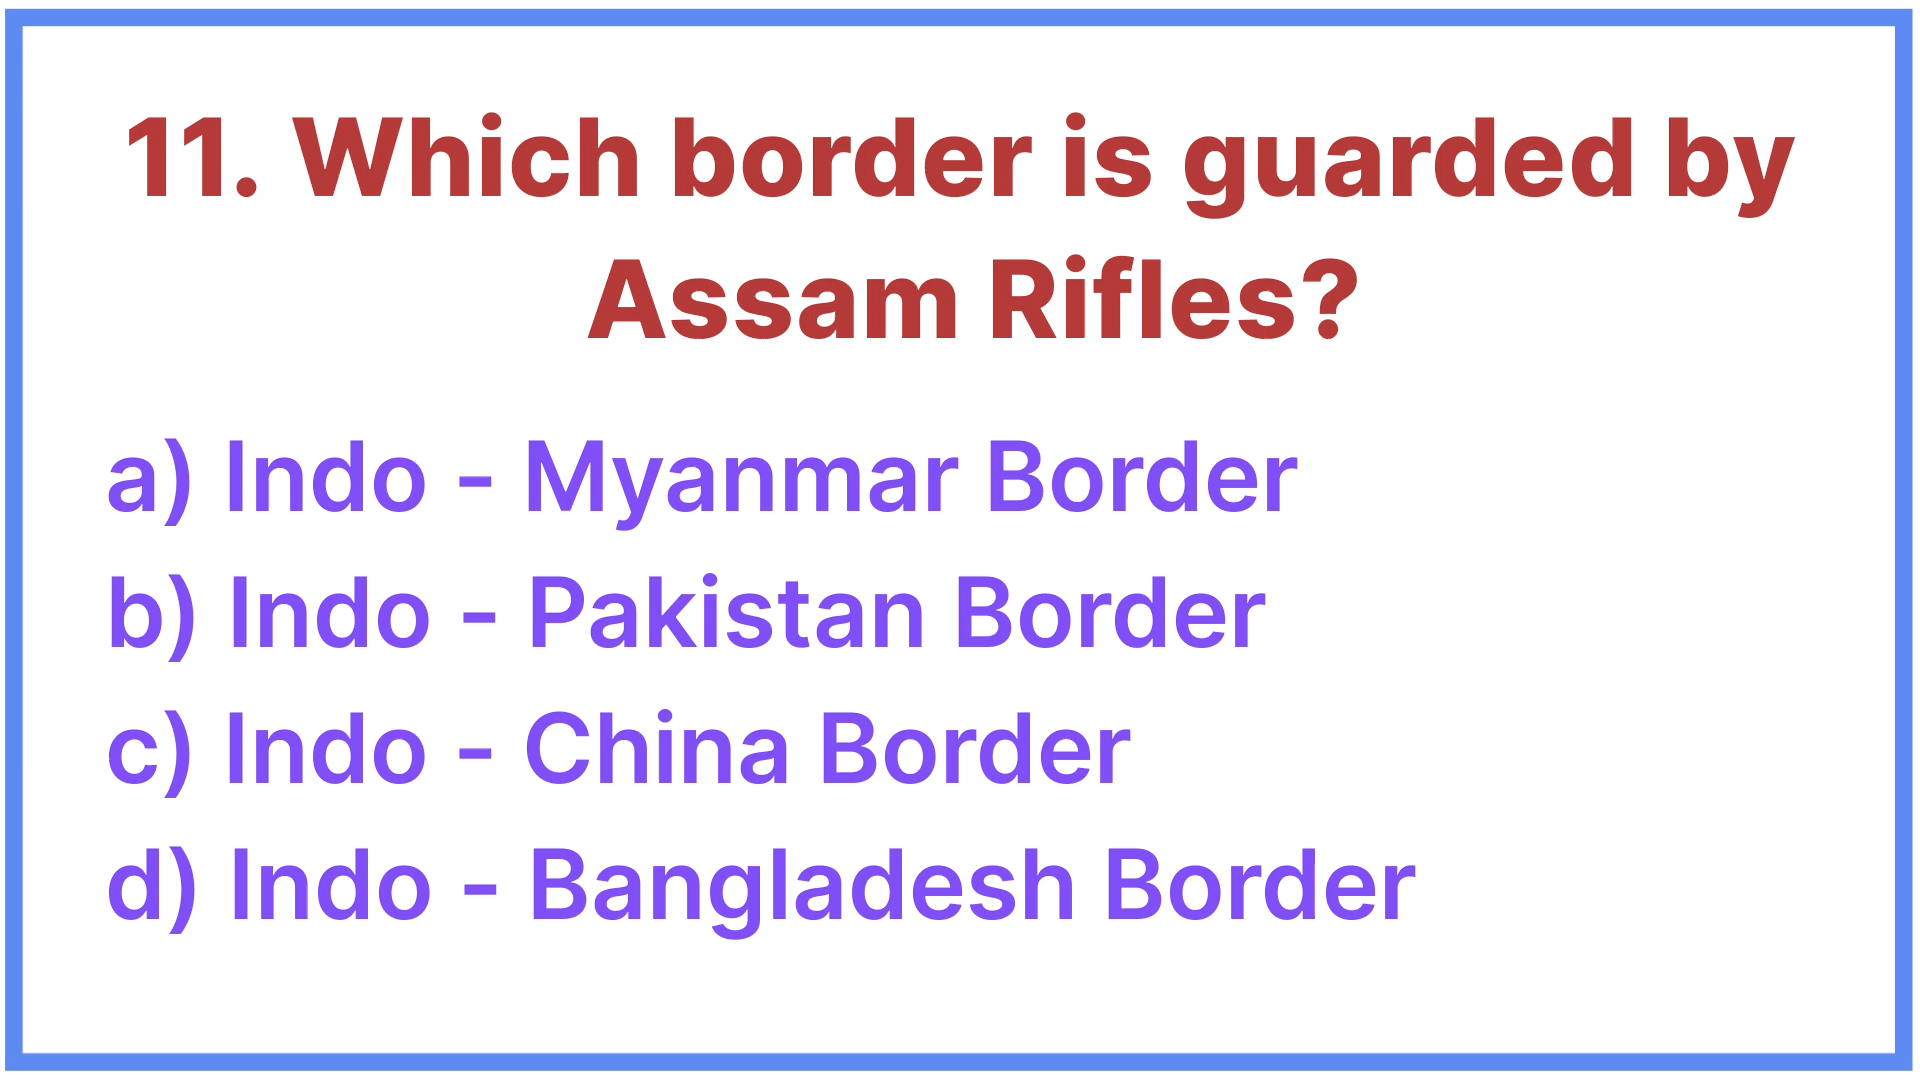 11. Which border is guarded by
Assam Rifles?
a) Indo - Myanmar Border
b) Indo - Pakistan Border
c) Indo - China Border
d) Indo - Bangladesh Border